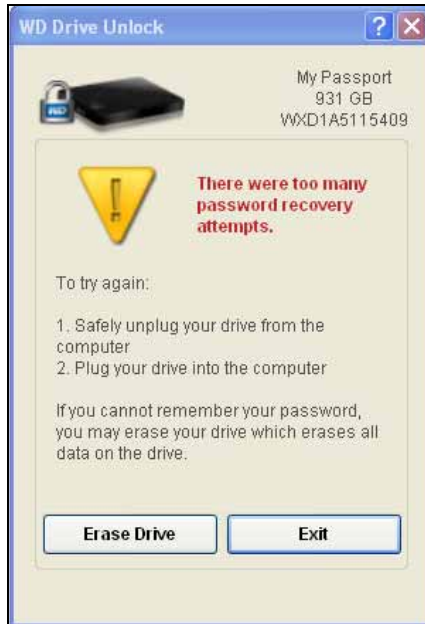 WD Drive Unlock
?
X
My Passport
931 GB
WXD1A5115409
WD
!
There were too many
password recovery
attempts.
To try again:
1. Safely unplug your drive from the
computer
2. Plug your drive into the computer
If you cannot remember your password,
you may erase your drive which erases all
data on the drive.
Erase Drive
Exit